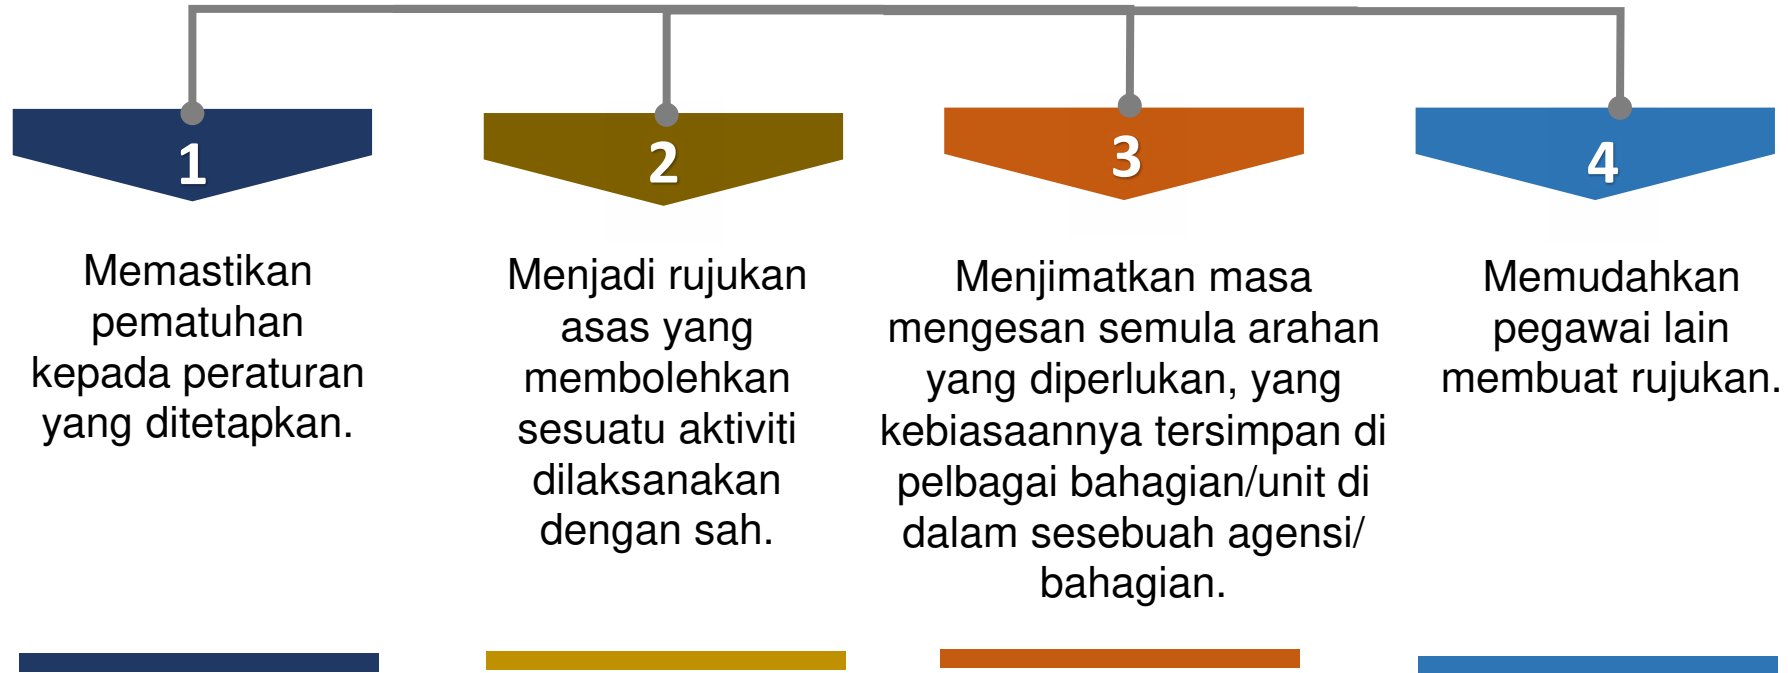 1
Memastikan
pematuhan
kepada peraturan
yang ditetapkan.
2
Menjadi rujukan
asas yang
membolehkan
sesuatu aktiviti
dilaksanakan
dengan sah.
3
Menjimatkan masa
mengesan semula arahan
yang diperlukan, yang
kebiasaannya tersimpan di
pelbagai bahagian/unit di
dalam sesebuah agensi/
bahagian.
4
Memudahkan
pegawai lain
membuat rujukan.